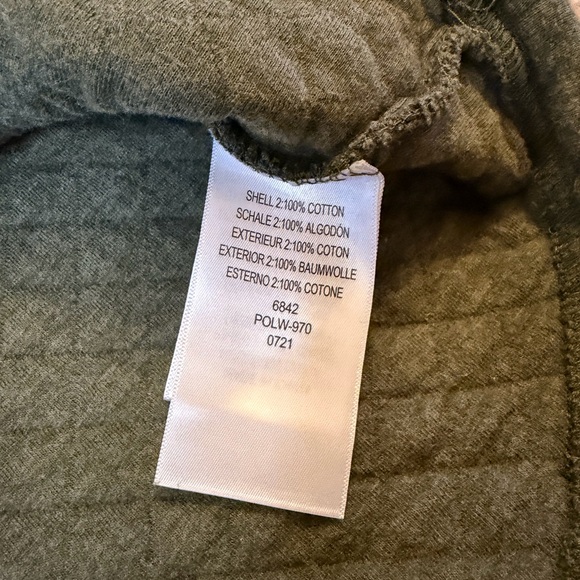 SHELL 2:100% COTTON
SCHALE 2:100% ALGODÓN
EXTERIEUR 2:100% COTON
EXTERIOR 2:100% BAUMWOLLE
ESTERNO 2:100% COTONE
6842
POLW-970
0721